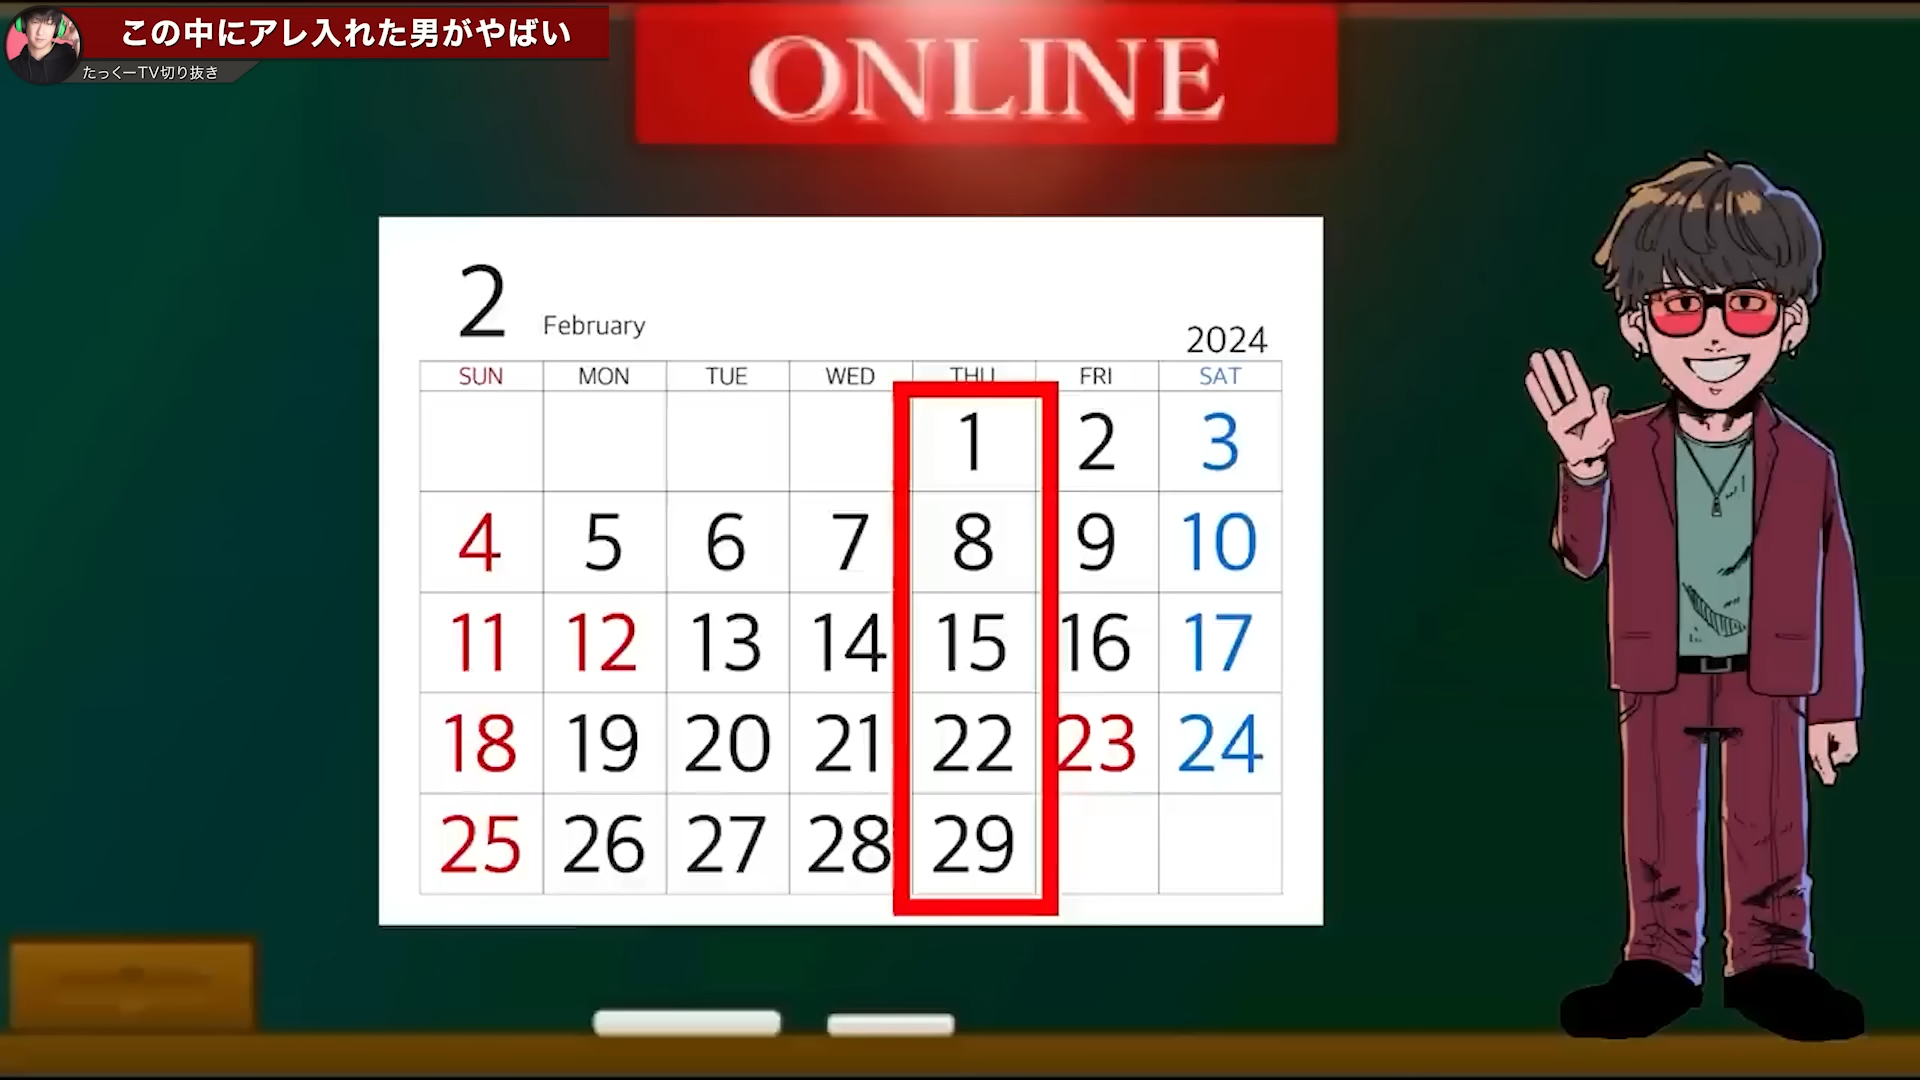 この中にアレ入れた男がやばい
たっくーTV切り抜き
ONLINE
2 February 2024
SUN MON TUE WED THU FRI SAT
1 2 3
4 5 6 7 8 9 10
11 12 13 14 15 16 17
18 19 20 21 22 23 24
25 26 27 28 29